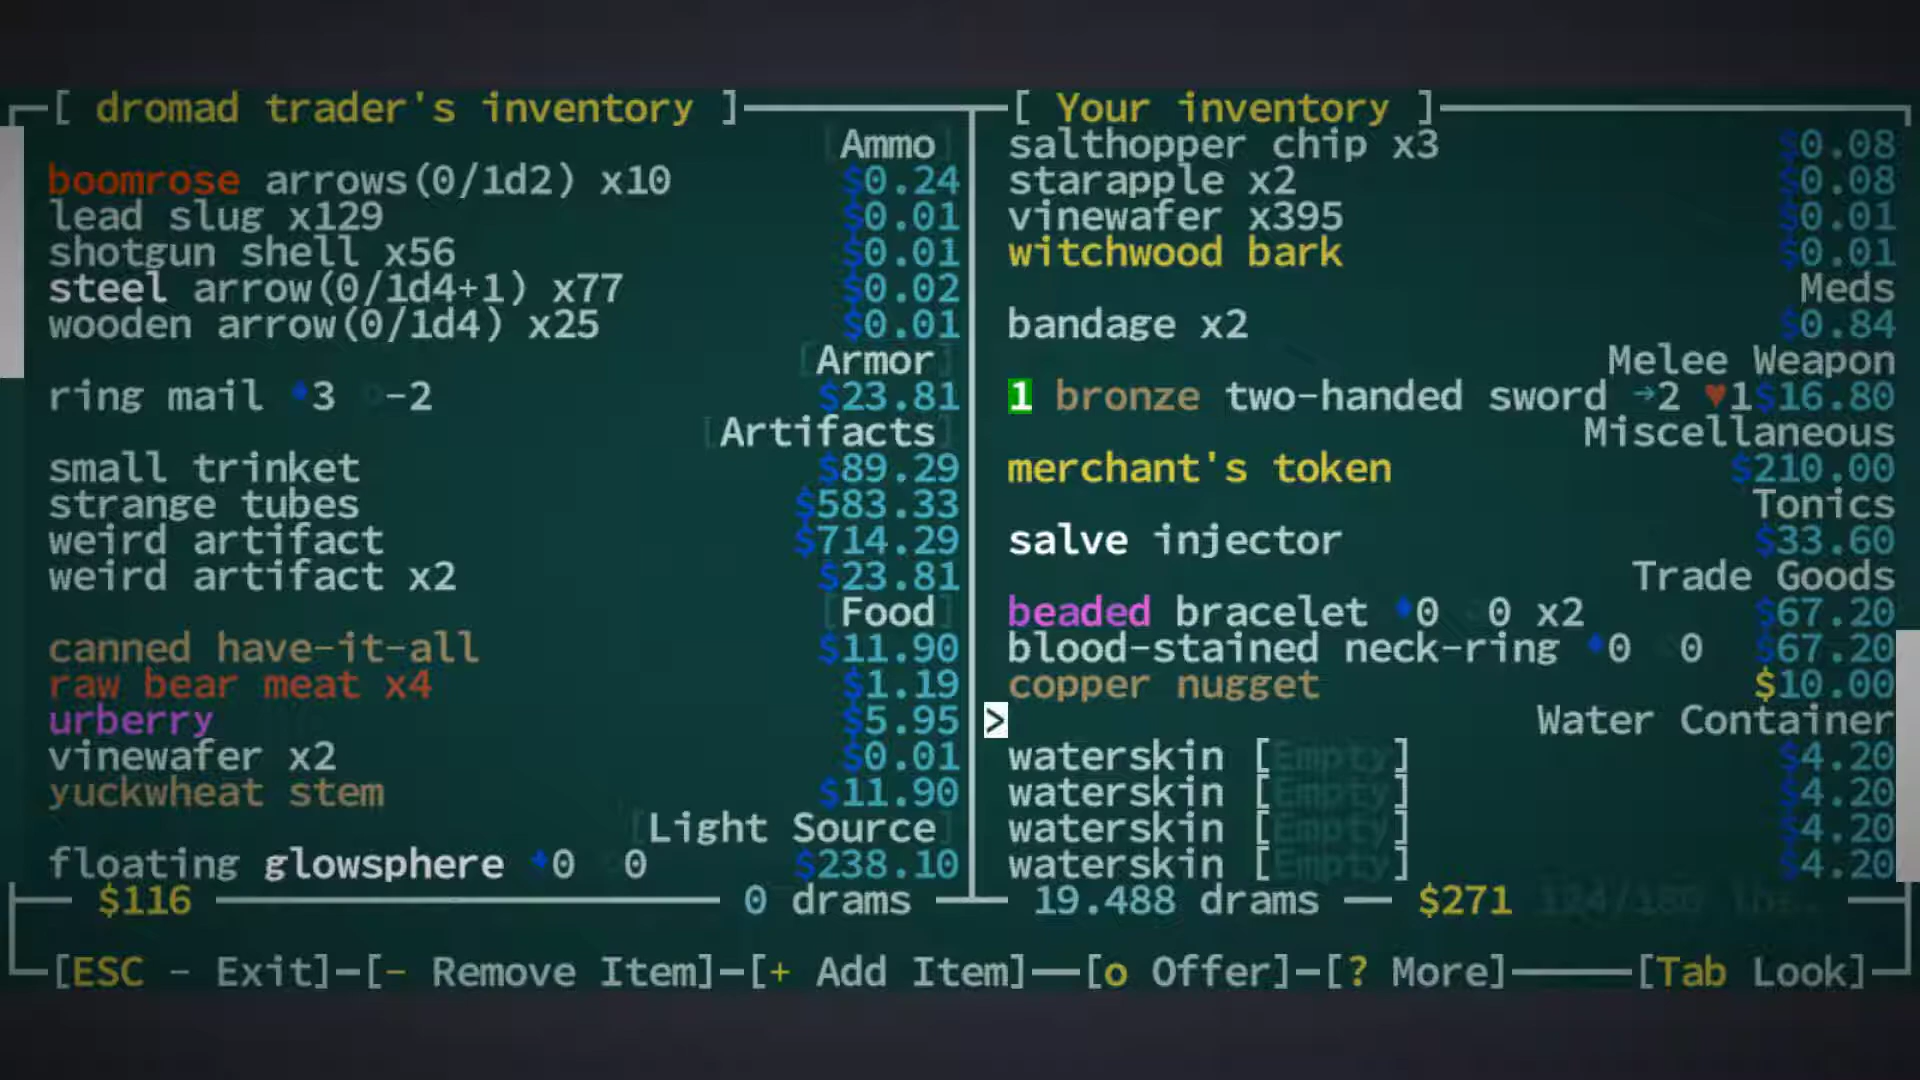 [ dromad trader's inventory ]
[Ammo]
boomrose arrows(0/1d2) x10 $0.24
lead slug x129 $0.01
shotgun shell x56 $0.01
steel arrow(0/1d4+1) x77 $0.02
wooden arrow(0/1d4) x25 $0.01
[Armor]
ring mail ♦3 ○-2 $23.81
[Artifacts]
small trinket $89.29
strange tubes $583.33
weird artifact $714.29
weird artifact x2 $23.81
[Food]
canned have-it-all $11.90
raw bear meat x4 $1.19
urberry $5.95
vinewafer x2 $0.01
yuckwheat stem $11.90
[Light Source]
floating glowsphere ♦0 ○0 $238.10
$116 0 drams
[ Your inventory ]
salthopper chip x3 $0.08
starapple x2 $0.08
vinewafer x395 $0.01
witchwood bark $0.01
Meds
bandage x2 $0.84
Melee Weapon
1 bronze two-handed sword →2 ♥1 $16.80
Miscellaneous
merchant's token $210.00
Tonics
salve injector $33.60
Trade Goods
beaded bracelet ♦0 ○0 x2 $67.20
blood-stained neck-ring ♦0 ○0 $67.20
copper nugget $10.00
> Water Container
waterskin [Empty] $4.20
waterskin [Empty] $4.20
waterskin [Empty] $4.20
waterskin [Empty] $4.20
19.488 drams — $271 124/180 lbs.
[ESC - Exit]-[- Remove Item]-[+ Add Item]-[o Offer]-[? More] [Tab Look]